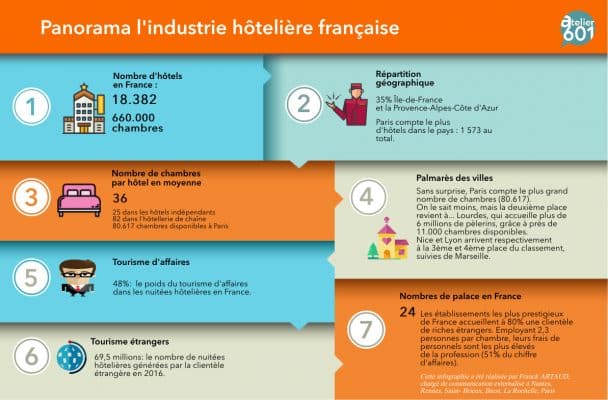 Panorama l'industrie hôtelière française
atelier
601
1
Nombre d'hôtels
en France :
18.382
660.000
chambres
2
Répartition
géographique
35% Île-de-France
et la Provence-Alpes-Côte d'Azur
Paris compte le plus
d'hôtels dans le pays : 1 573 au
total.
3
Nombre de chambres
par hôtel en moyenne
36
25 dans les hôtels indépendants
82 dans l'hôtellerie de chaîne
80.617 chambres disponibles à Paris
4
Palmarès des villes
Sans surprise, Paris compte le plus grand
nombre de chambres (80.617).
On le sait moins, mais la deuxième place
revient à... Lourdes, qui accueille plus de
6 millions de pèlerins, grâce à près de
11.000 chambres disponibles.
Nice et Lyon arrivent respectivement
à la 3ème et 4ème place du classement,
suivies de Marseille.
5
Tourisme d'affaires
48%: le poids du tourisme d'affaires
dans les nuitées hôtelières en France.
6
Tourisme étrangers
69,5 millions: le nombre de nuitées
hôtelières générées par la clientèle
étrangère en 2016.
7
Nombres de palace en France
24 Les établissements les plus prestigieux
de France accueillent à 80% une clientèle
de riches étrangers. Employant 2,3
personnes par chambre, leurs frais de
personnels sont les plus élevés
de la profession (51% du chiffre
d'affaires).
Cette infographie a été réalisée par Franck ARTAUD,
chargé de communication externalisé à Nantes,
Rennes, Saint- Brieux, Brest, La Rochelle, Paris